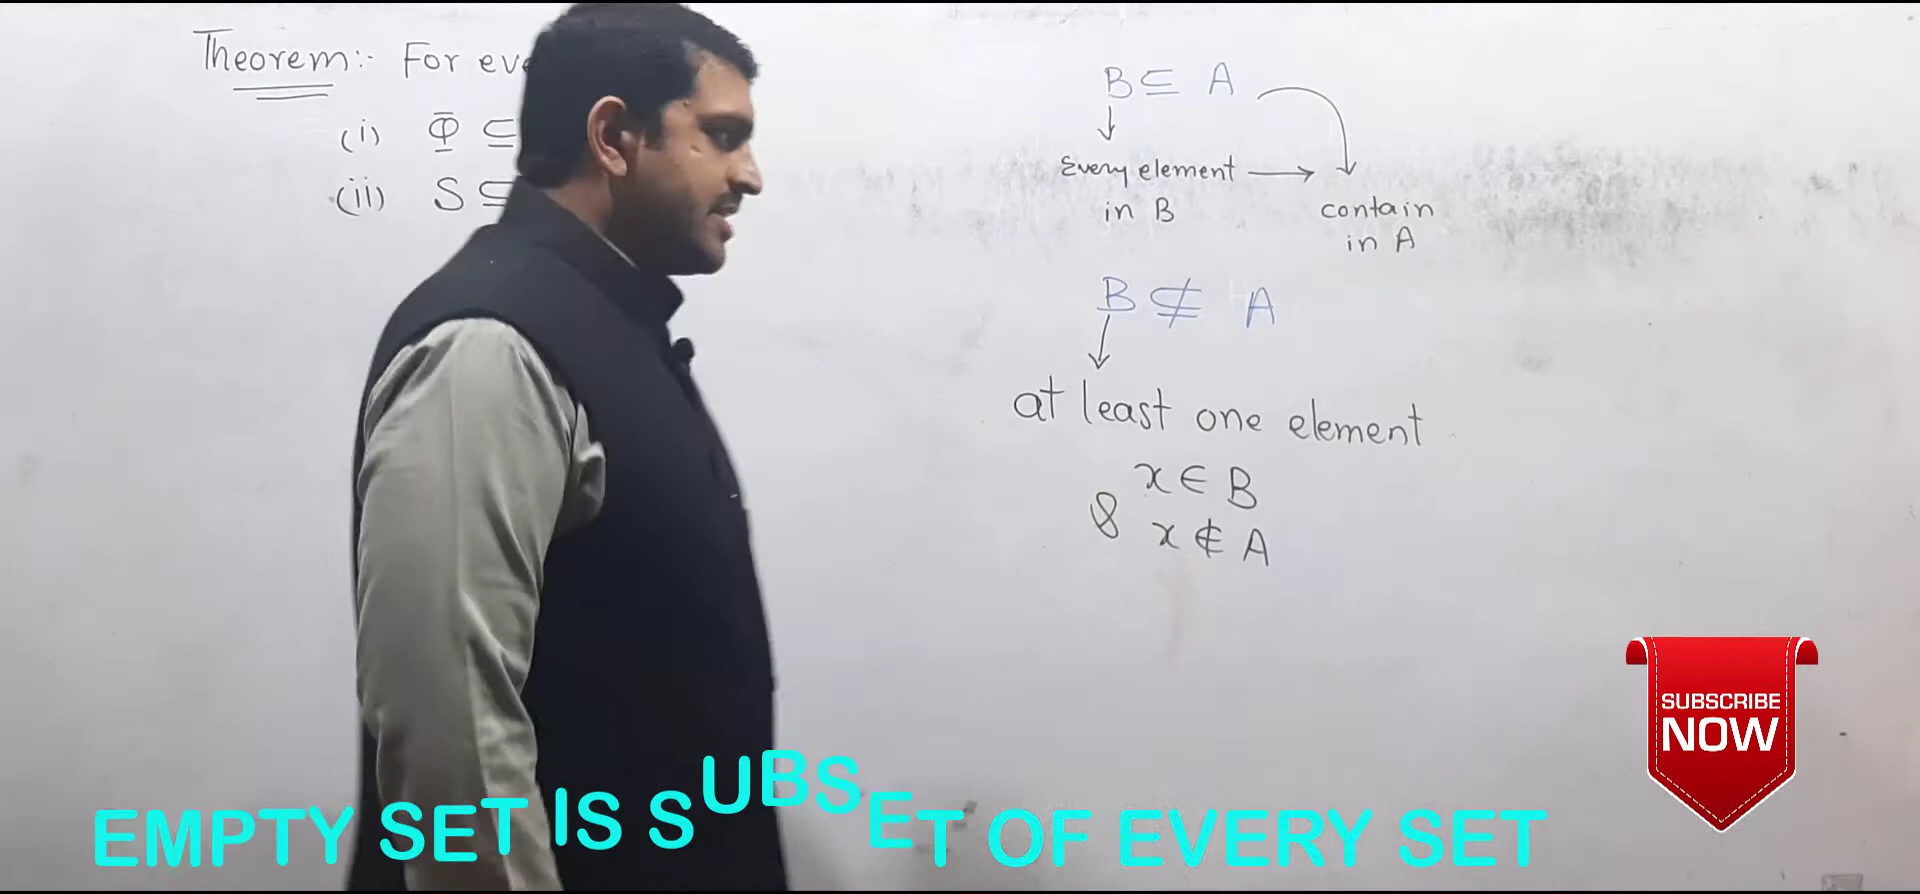 Theorem:- For eve
(i) Φ ⊆
(ii) S ⊆
B ⊆ A
↓
Every element → 
in B
contain
in A
B ⊈ A
↓
at least one element
x ∈ B
& x ∉ A
SUBSCRIBE
NOW
EMPTY SET IS SUBSET OF EVERY SET